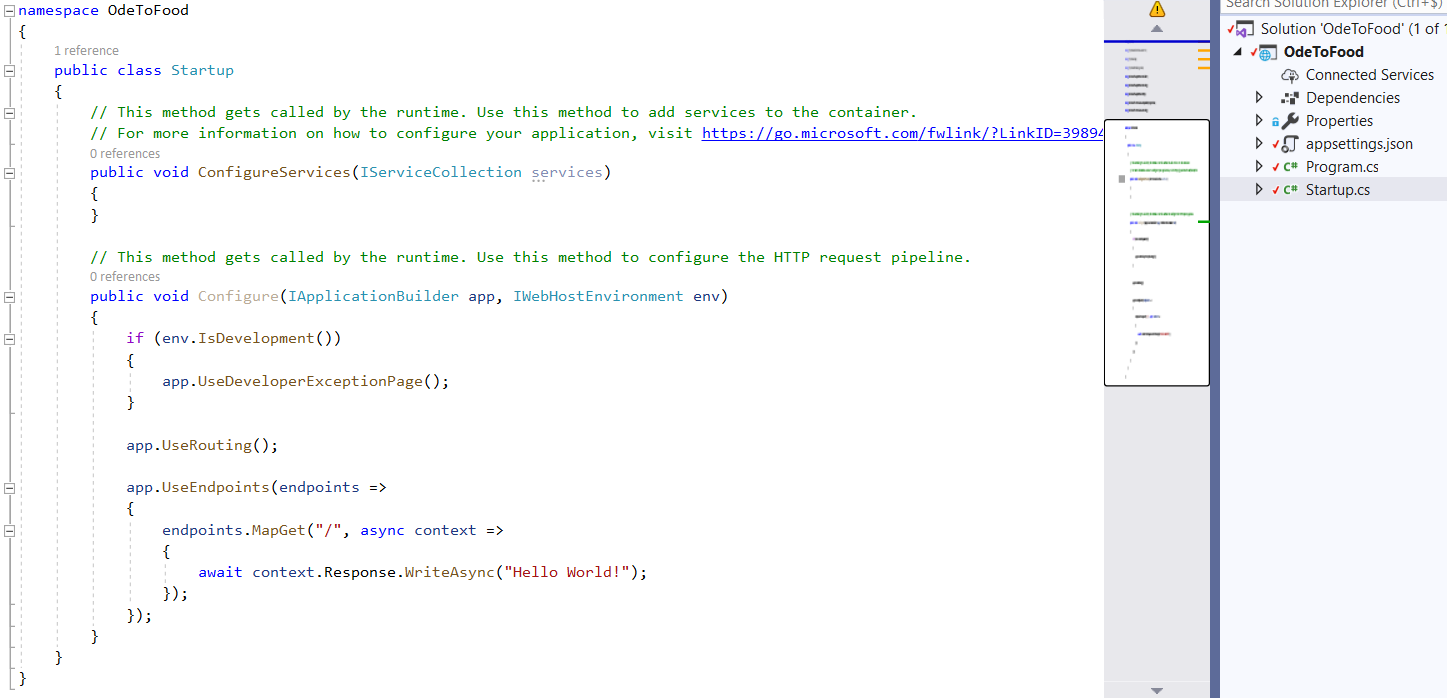 namespace OdeToFood
{
1 reference
public class Startup
{
// This method gets called by the runtime. Use this method to add services to the container.
// For more information on how to configure your application, visit https://go.microsoft.com/fwlink/?LinkID=39894
0 references
public void ConfigureServices(IServiceCollection services)
{
}
// This method gets called by the runtime. Use this method to configure the HTTP request pipeline.
0 references
public void Configure(IApplicationBuilder app, IWebHostEnvironment env)
{
if (env.IsDevelopment())
{
app.UseDeveloperExceptionPage();
}
app.UseRouting();
app.UseEndpoints(endpoints =>
{
endpoints.MapGet("/", async context =>
{
await context.Response.WriteAsync("Hello World!");
});
});
}
}
}
Search Solution Explorer (Ctrl+$)
Solution 'OdeToFood' (1 of 1
OdeToFood
Connected Services
Dependencies
Properties
appsettings.json
C# Program.cs
C# Startup.cs